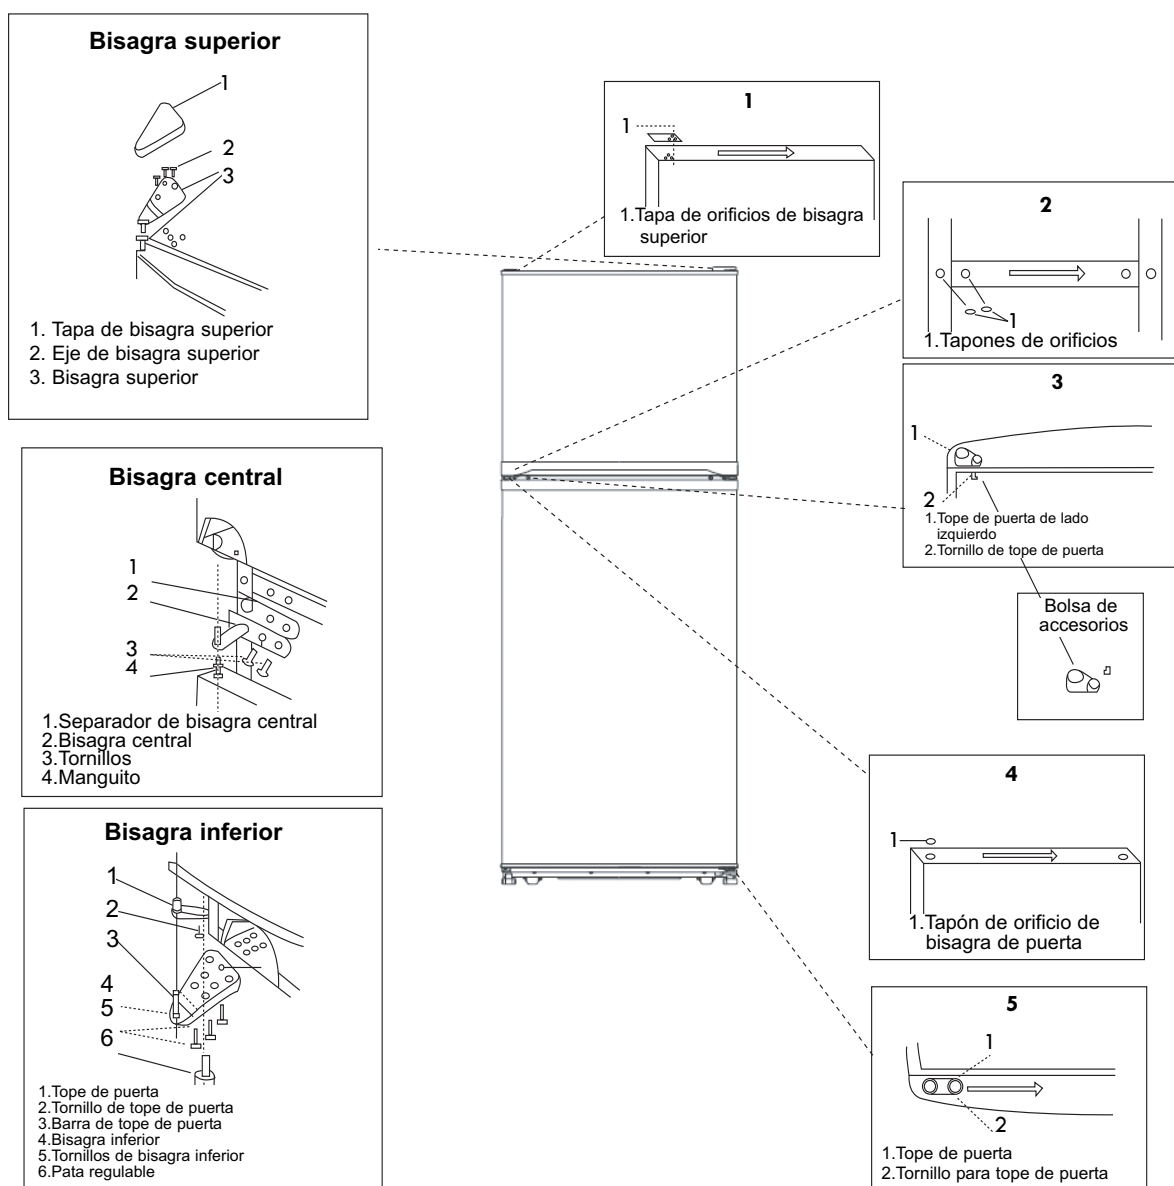 Bisagra superior
1
2
3
1. Tapa de bisagra superior
2. Eje de bisagra superior
3. Bisagra superior
Bisagra central
1
2
3
4
1.Separador de bisagra central
2.Bisagra central
3.Tornillos
4.Manguito
Bisagra inferior
1
2
3
4
5
6
1.Tope de puerta
2.Tornillo de tope de puerta
3.Barra de tope de puerta
4.Bisagra inferior
5.Tornillos de bisagra inferior
6.Pata regulable
1
1
1.Tapa de orificios de bisagra
superior
2
1
1.Tapones de orificios
3
1
2
1.Tope de puerta de lado
izquierdo
2.Tornillo de tope de puerta
Bolsa de
accesorios
4
1
1.Tapón de orificio de
bisagra de puerta
5
1
2
1.Tope de puerta
2.Tornillo para tope de puerta